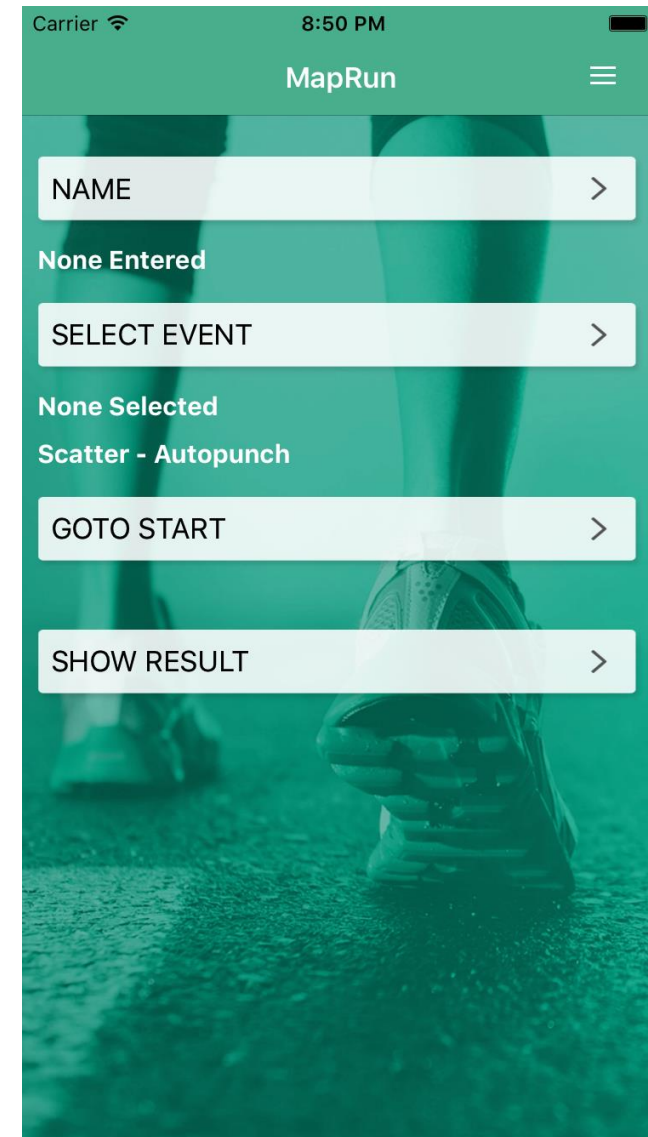 Carrier 8:50 PM
MapRun
NAME
None Entered
SELECT EVENT
None Selected
Scatter - Autopunch
GOTO START
SHOW RESULT